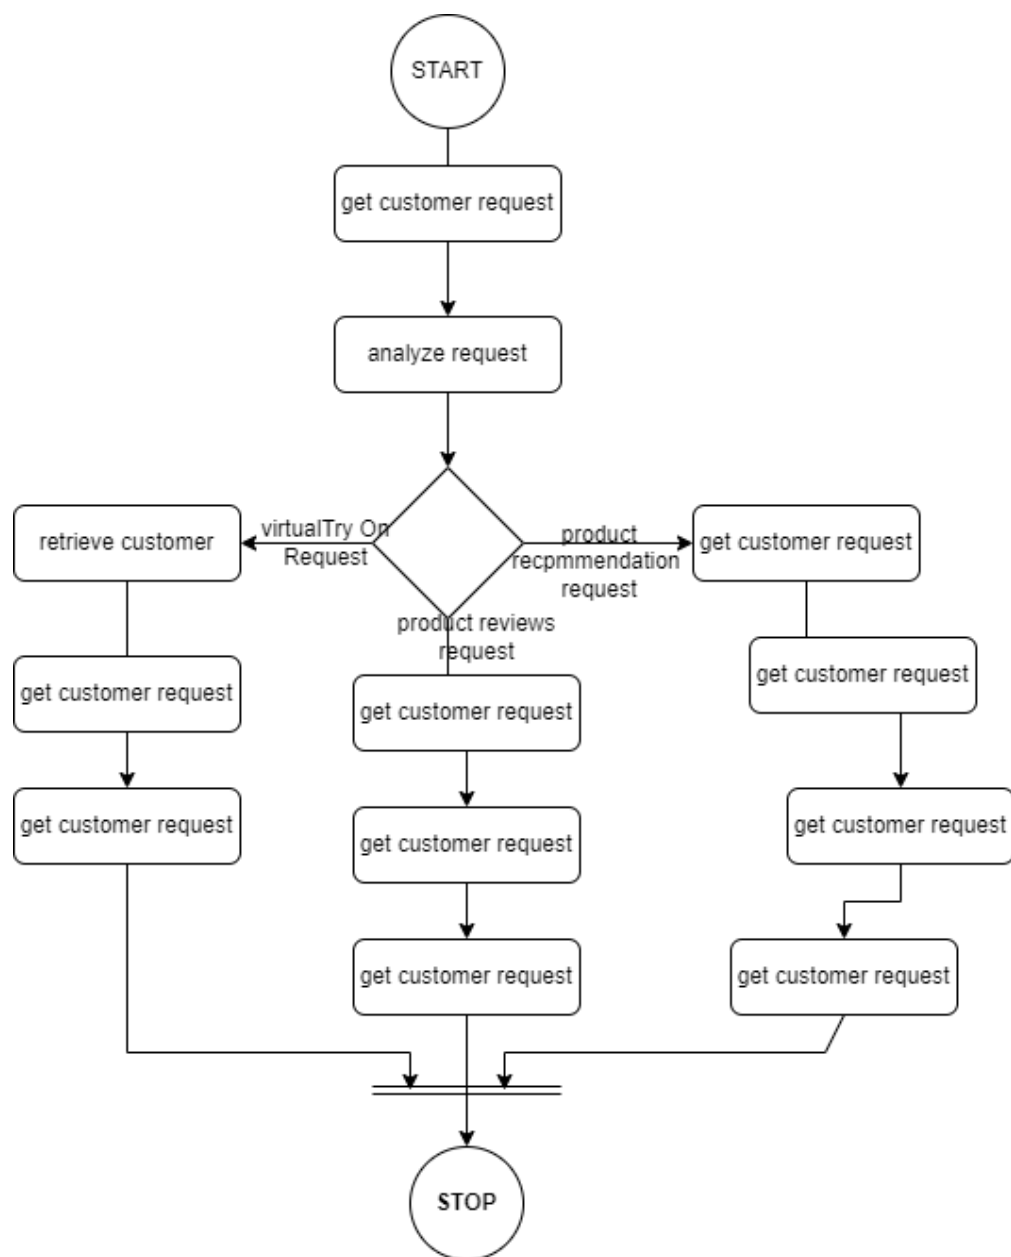 START
get customer request
analyze request
retrieve customer
virtualTry On
Request
product
recpmmendation
request
get customer request
product reviews
request
get customer request
get customer request
get customer request
get customer request
get customer request
get customer request
get customer request
get customer request
get customer request
STOP